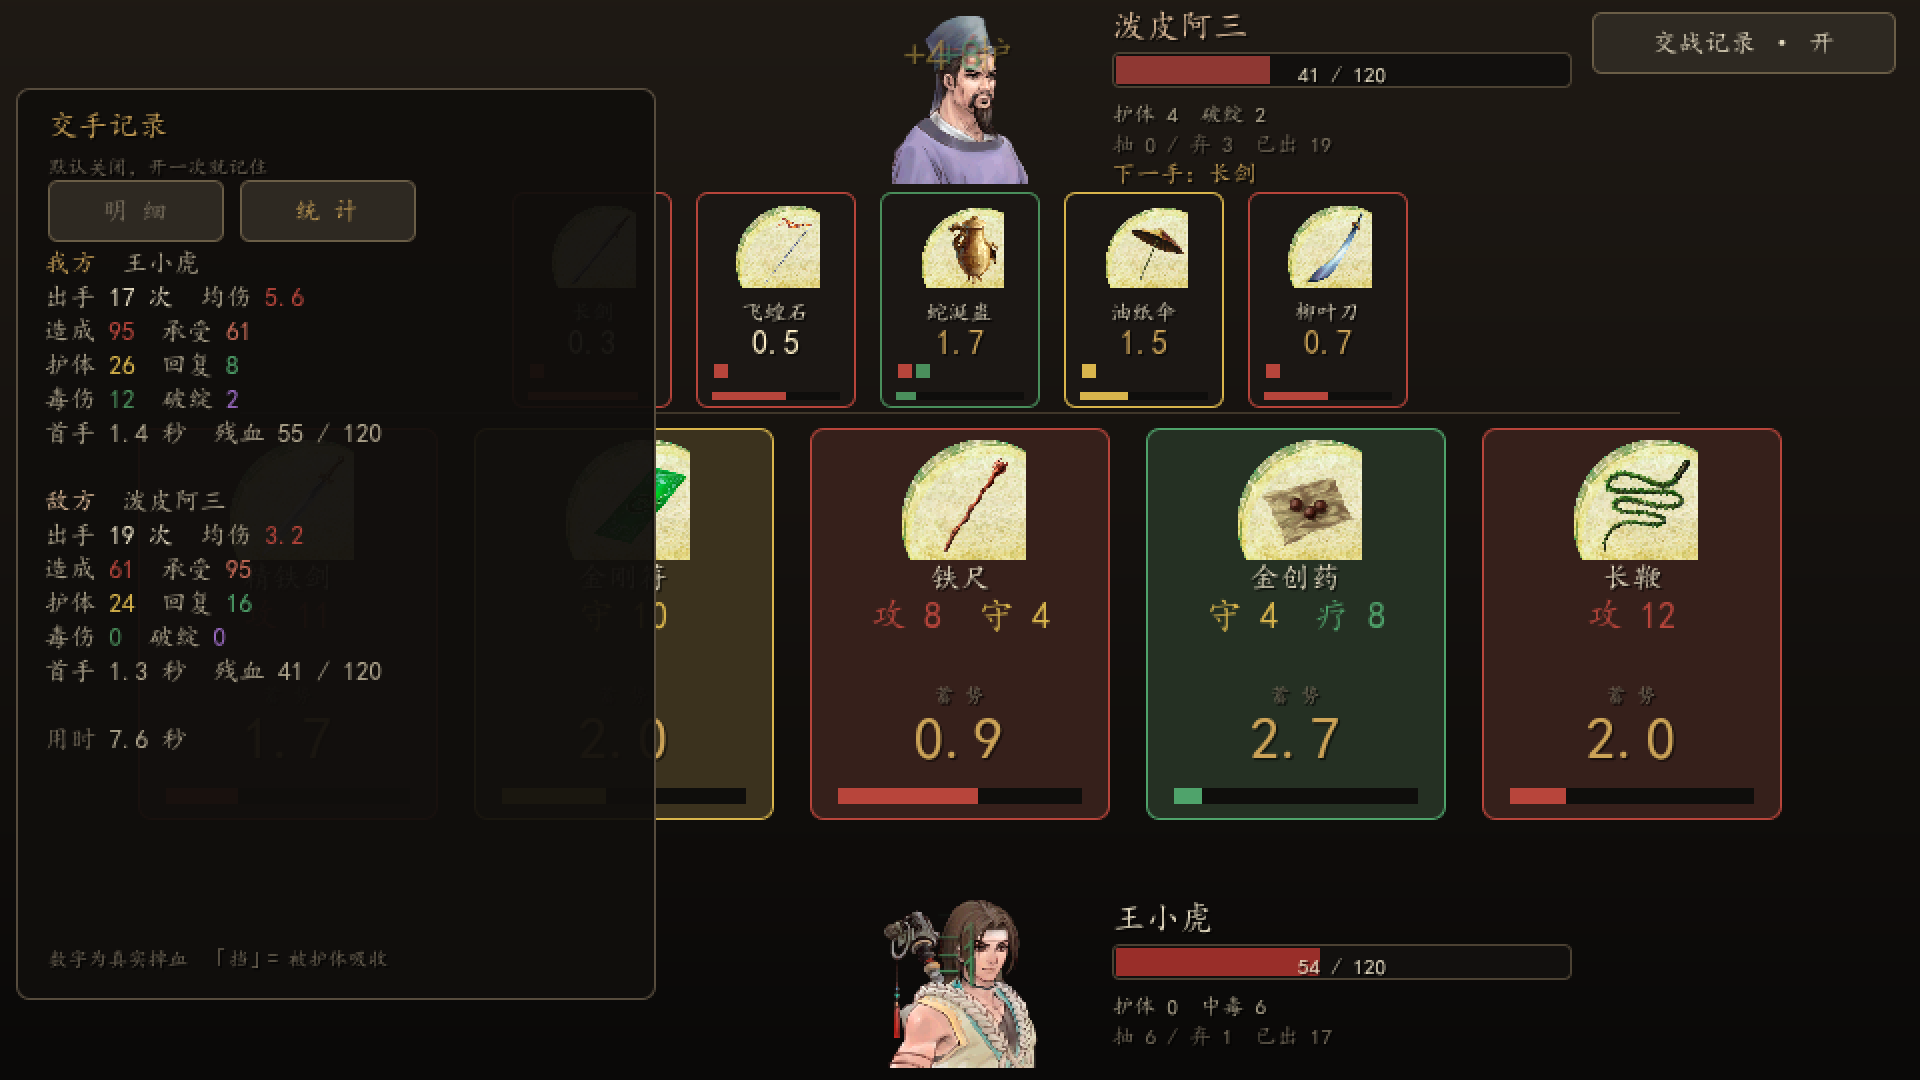 泼皮阿三
41 / 120
护体 4 破绽 2
抽 0 / 弃 3 已出 19
下一手: 长剑
交战记录 · 开
交手记录
默认关闭, 开一次就记住
明 细
统 计
我方 王小虎
出手 17 次 均伤 5.6
造成 95 承受 61
护体 26 回复 8
毒伤 12 破绽 2
首手 1.4 秒 残血 55 / 120
敌方 泼皮阿三
出手 19 次 均伤 3.2
造成 61 承受 95
护体 24 回复 16
毒伤 0 破绽 0
首手 1.3 秒 残血 41 / 120
用时 7.6 秒
数字为真实掉血 「挡」= 被护体吸收
长剑
0.3
飞蝗石
0.5
蛇涎蛊
1.7
油纸伞
1.5
柳叶刀
0.7
1.7
金刚符
2.0
铁尺
攻 8 守 4
蓄 势
0.9
金创药
守 4 疗 8
蓄 势
2.7
长鞭
攻 12
蓄 势
2.0
王小虎
54 / 120
护体 0 中毒 6
抽 6 / 弃 1 已出 17